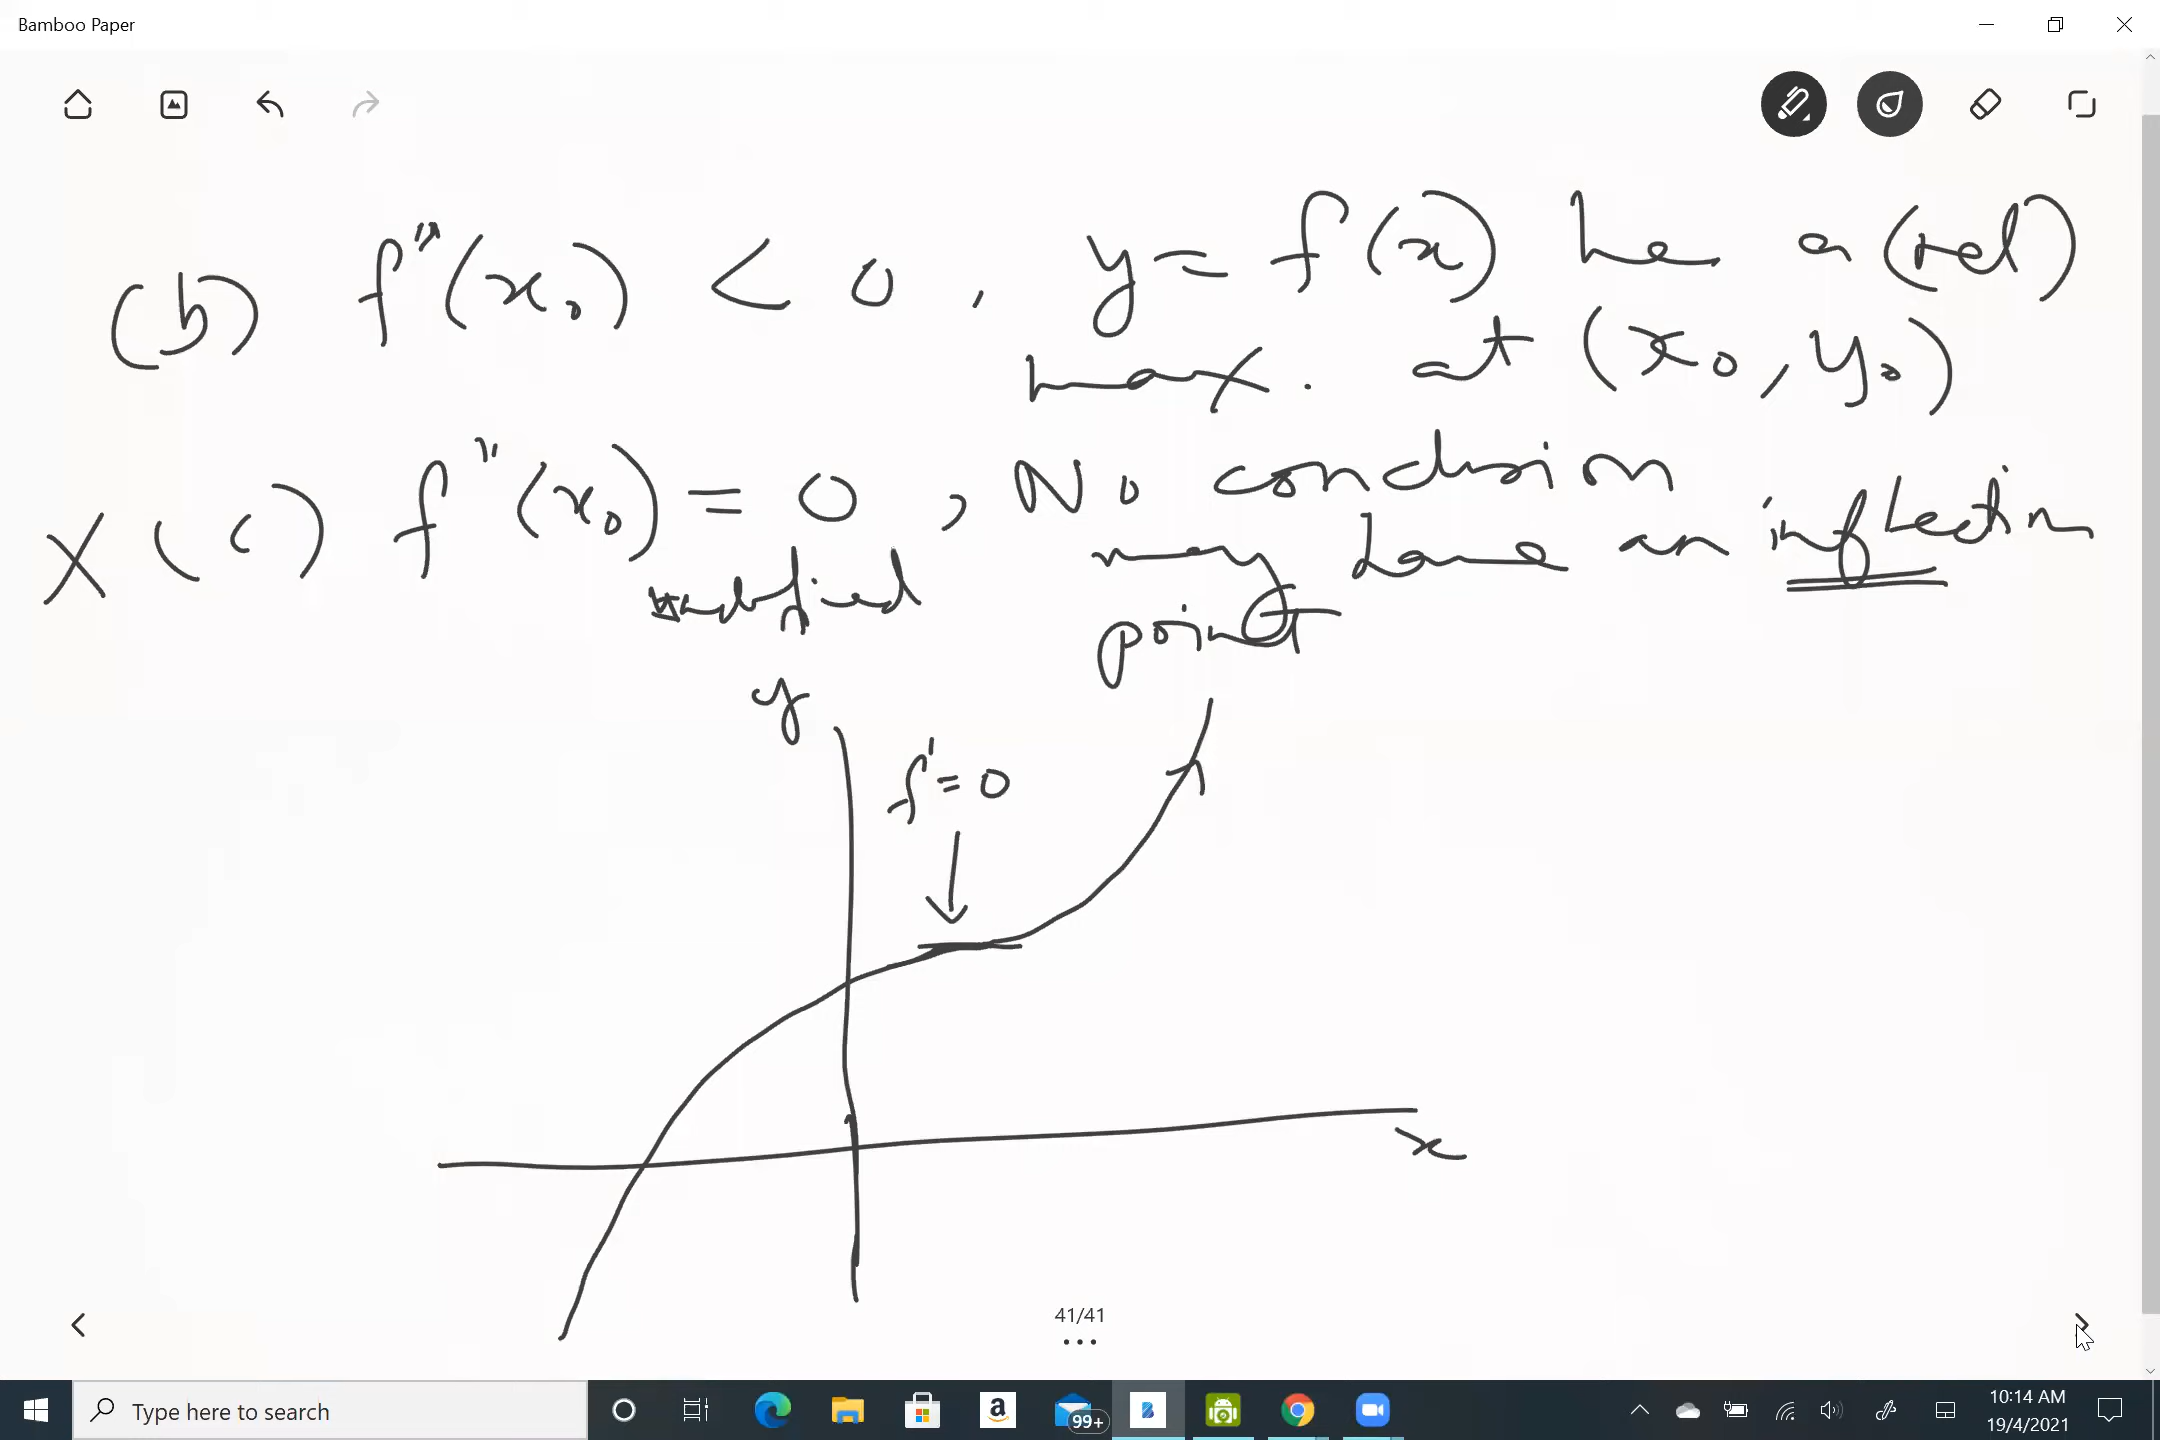 Bamboo Paper
(b) f"(x₀) < 0, y = f(x) has a (rel)
max. at (x₀, y₀)
X (c) f"(x₀) = 0, No conclusion
undefined may have an inflection
point
y
f' = 0
x
41/41
Type here to search
99+
10:14 AM
19/4/2021